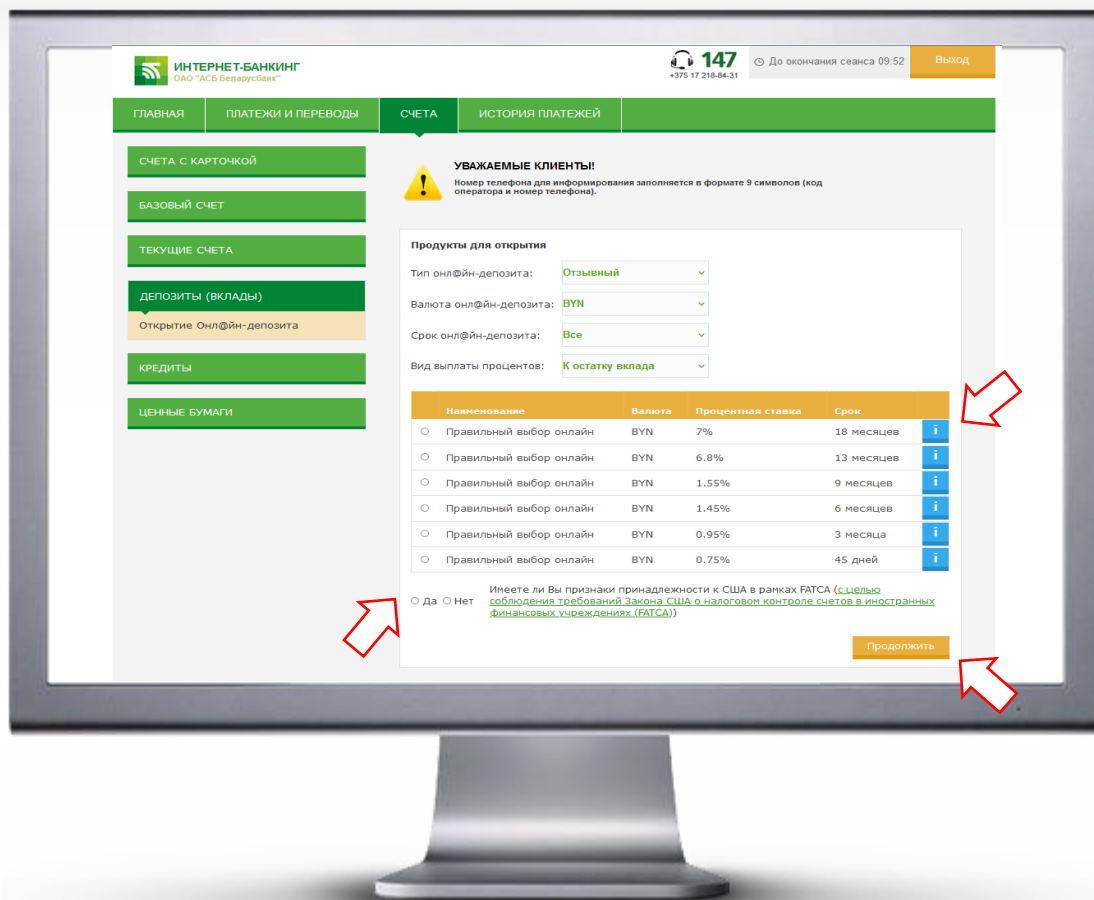 ИНТЕРНЕТ-БАНКИНГ
ОАО "АСБ Беларусбанк"
147
+375 17 218-84-31
До окончания сеанса 09:52
Выход
ГЛАВНАЯ
ПЛАТЕЖИ И ПЕРЕВОДЫ
СЧЕТА
ИСТОРИЯ ПЛАТЕЖЕЙ
СЧЕТА С КАРТОЧКОЙ
БАЗОВЫЙ СЧЕТ
ТЕКУЩИЕ СЧЕТА
ДЕПОЗИТЫ (ВКЛАДЫ)
Открытие Онл@йн-депозита
КРЕДИТЫ
ЦЕННЫЕ БУМАГИ
УВАЖАЕМЫЕ КЛИЕНТЫ!
Номер телефона для информирования заполняется в формате 9 символов (код
оператора и номер телефона).
Продукты для открытия
Тип онл@йн-депозита: Отзывный
Валюта онл@йн-депозита: BYN
Срок онл@йн-депозита: Все
Вид выплаты процентов: К остатку вклада
Наименование Валюта Процентная ставка Срок
Правильный выбор онлайн BYN 7% 18 месяцев i
Правильный выбор онлайн BYN 6.8% 13 месяцев i
Правильный выбор онлайн BYN 1.55% 9 месяцев i
Правильный выбор онлайн BYN 1.45% 6 месяцев i
Правильный выбор онлайн BYN 0.95% 3 месяца i
Правильный выбор онлайн BYN 0.75% 45 дней i
Да Нет
Имеете ли Вы признаки принадлежности к США в рамках FATCA (с целью
соблюдения требований Закона США о налоговом контроле счетов в иностранных
финансовых учреждениях (FATCA))
Продолжить